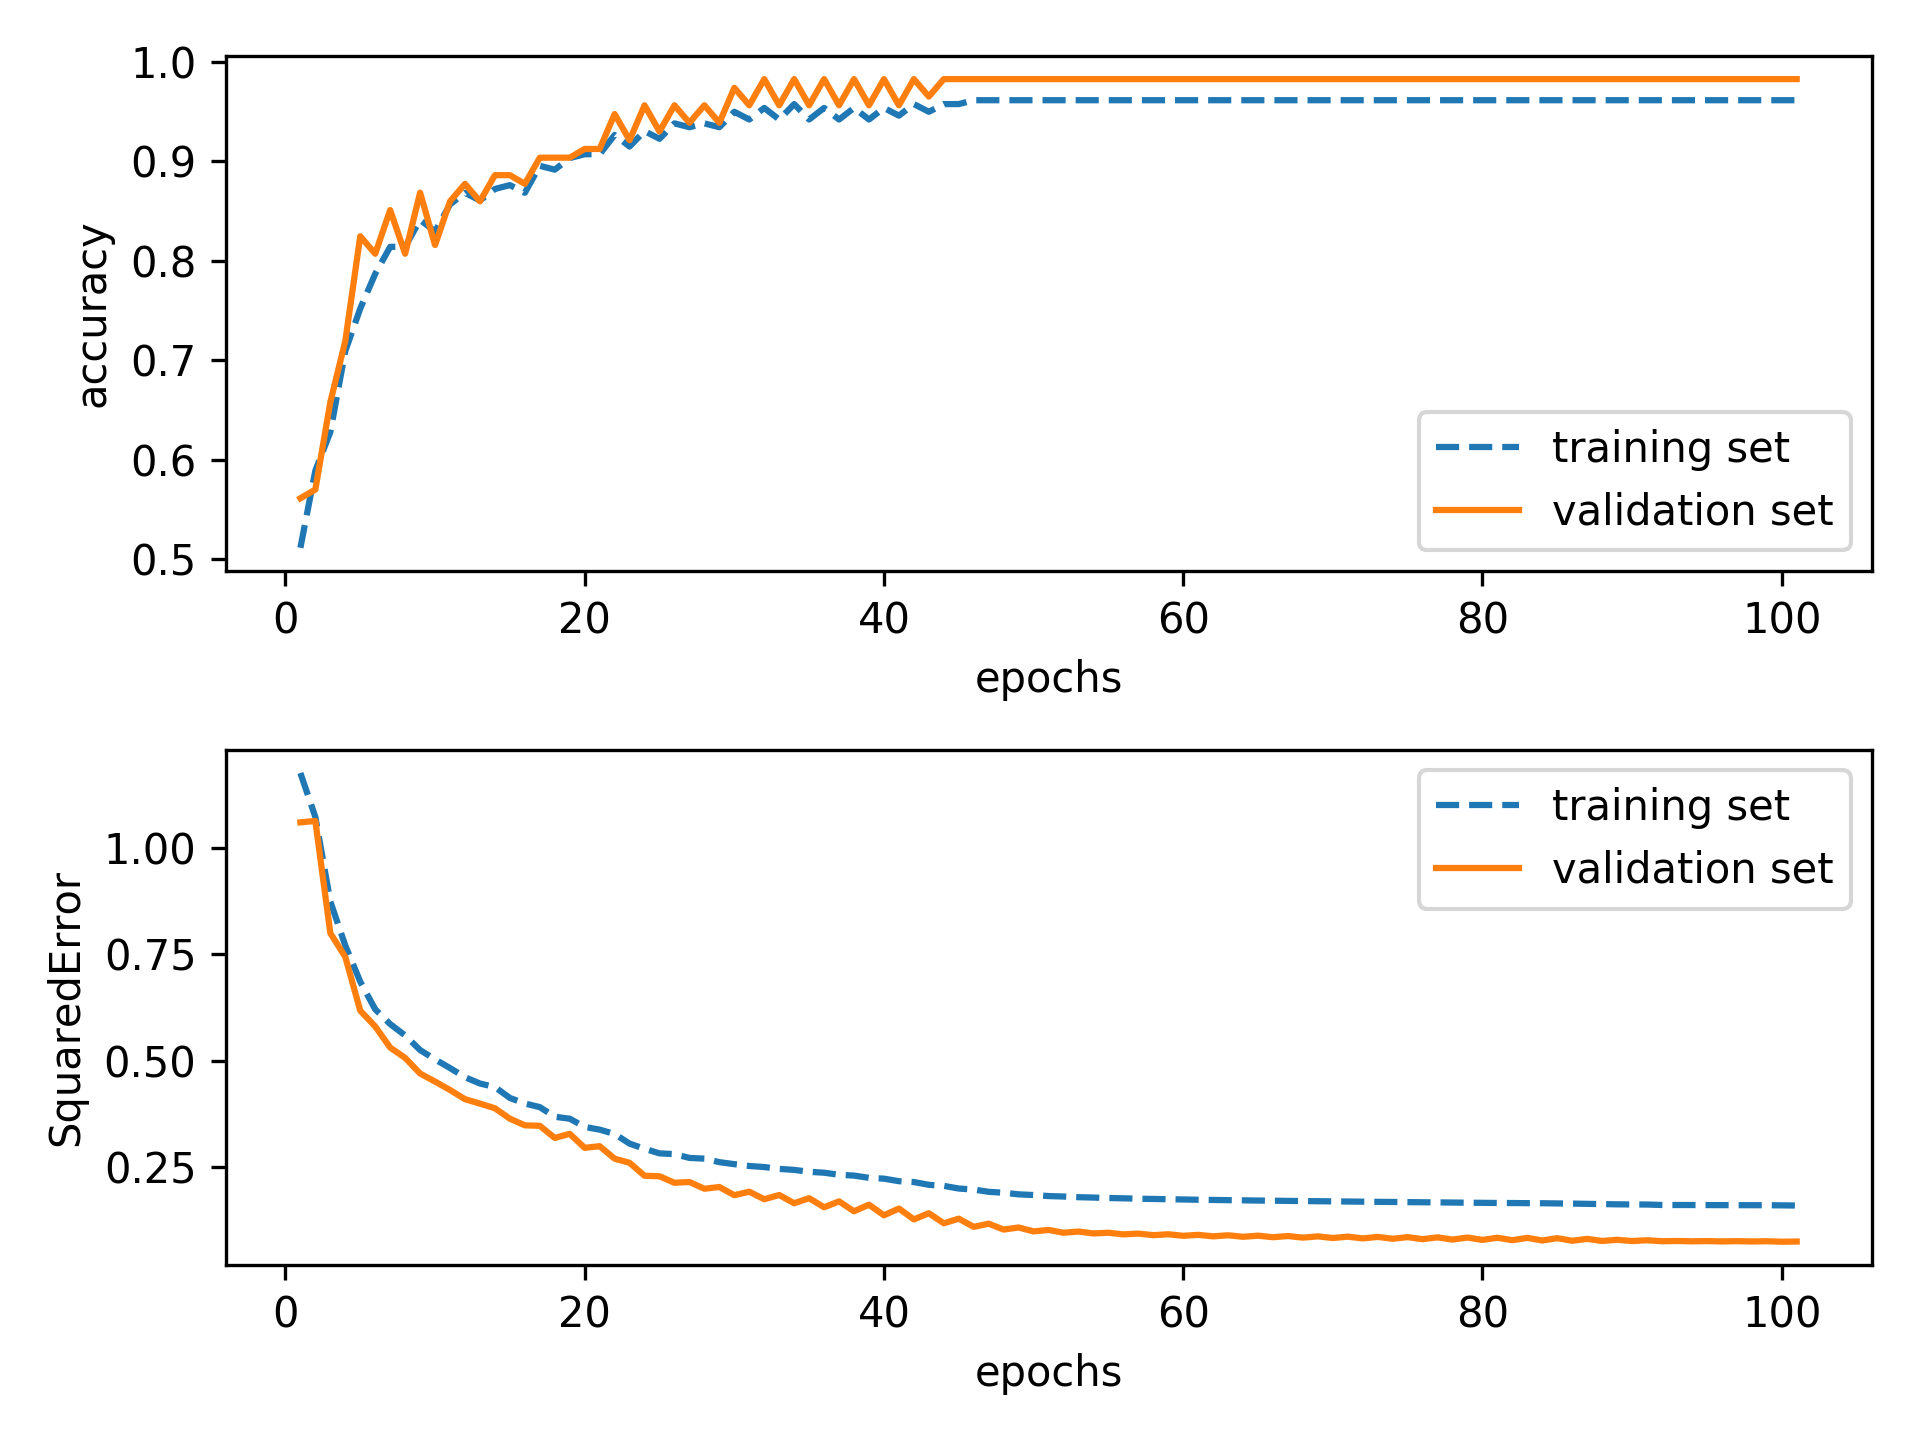 1.0
0.9
0.8
0.7
0.6
0.5
accuracy
training set
validation set
0 20 40 60 80 100
epochs
1.00
0.75
0.50
0.25
SquaredError
training set
validation set
0 20 40 60 80 100
epochs